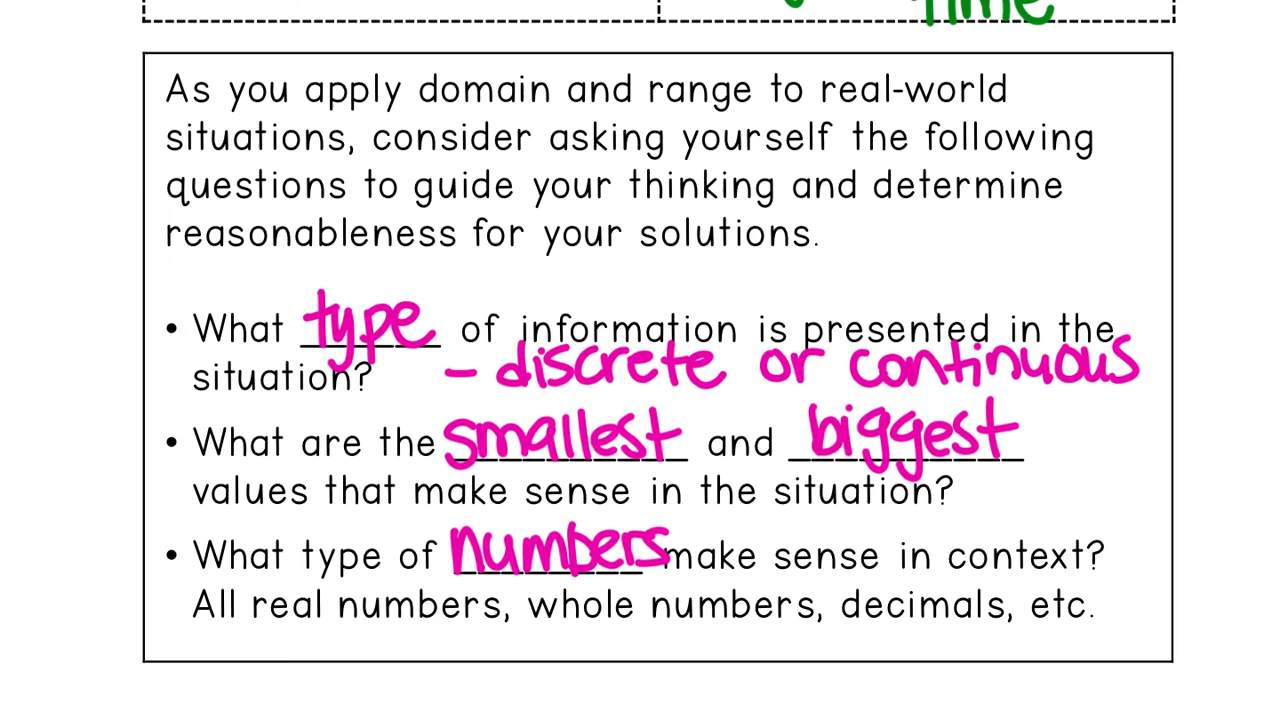 time
As you apply domain and range to real-world
situations, consider asking yourself the following
questions to guide your thinking and determine
reasonableness for your solutions.
• What type of information is presented in the
situation? – discrete or continuous
• What are the smallest and biggest
values that make sense in the situation?
• What type of numbers make sense in context?
All real numbers, whole numbers, decimals, etc.